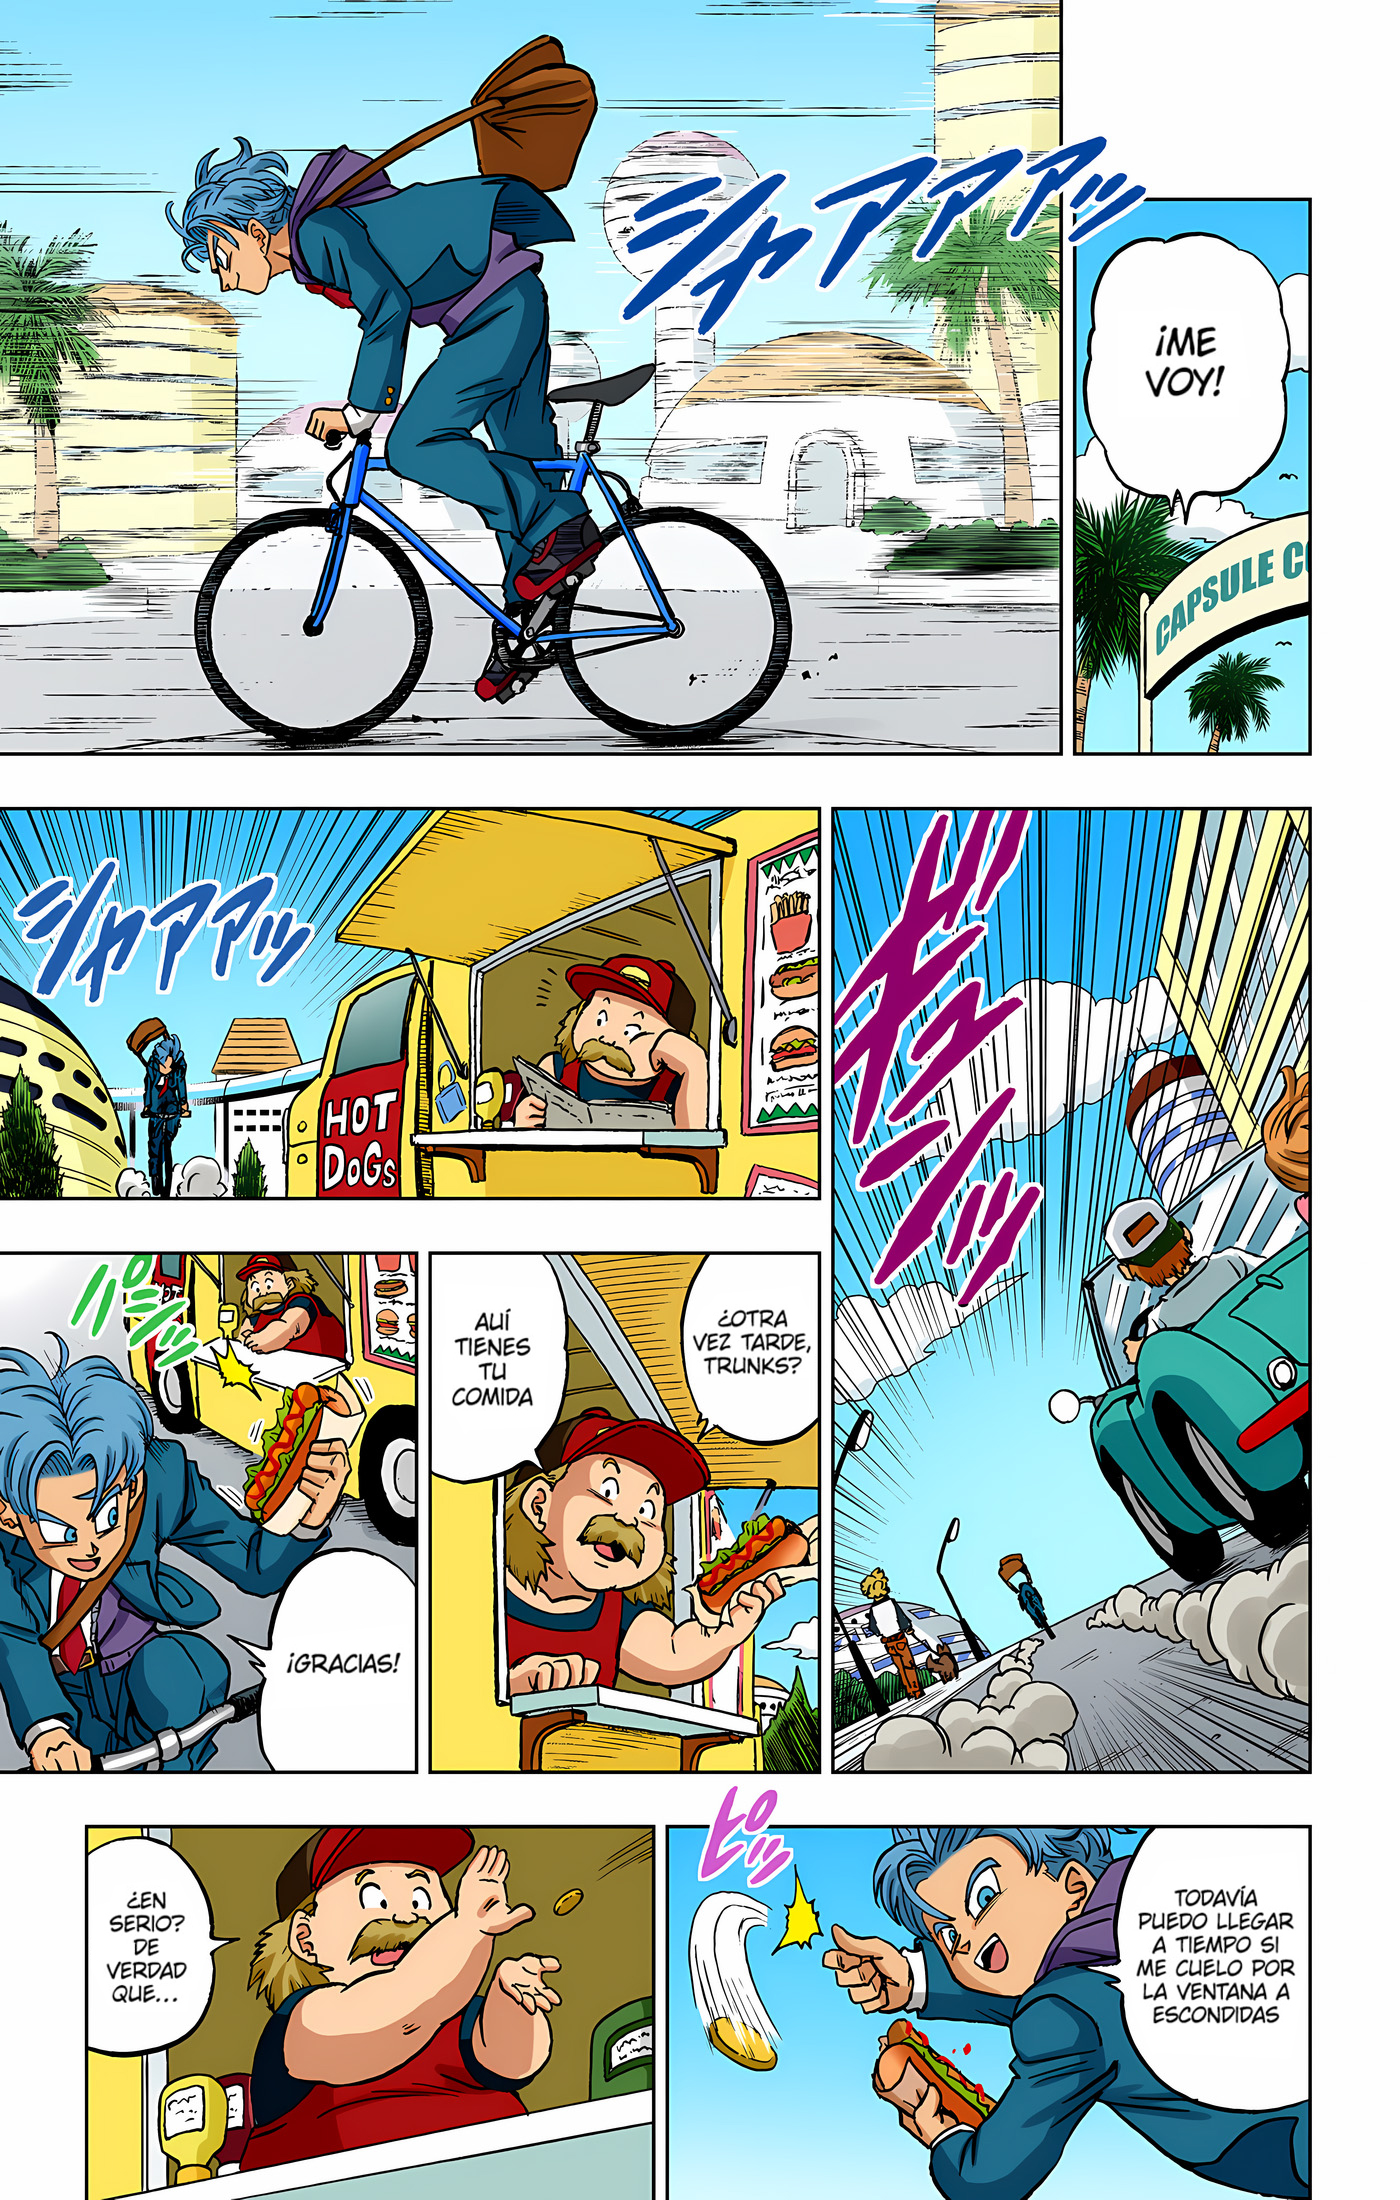 ¡ME
VOY!
CAPSULE CO
シャアアアッ
ギュンッ
シャアアッ
HOT
DOGS
¿OTRA
VEZ TARDE,
TRUNKS?
AUÍ
TIENES
TU
COMIDA
パシッ
¡GRACIAS!
TODAVÍA
PUEDO LLEGAR
A TIEMPO SI
ME CUELO POR
LA VENTANA A
ESCONDIDAS
ピッ
¿EN
SERIO?
DE
VERDAD
QUE...